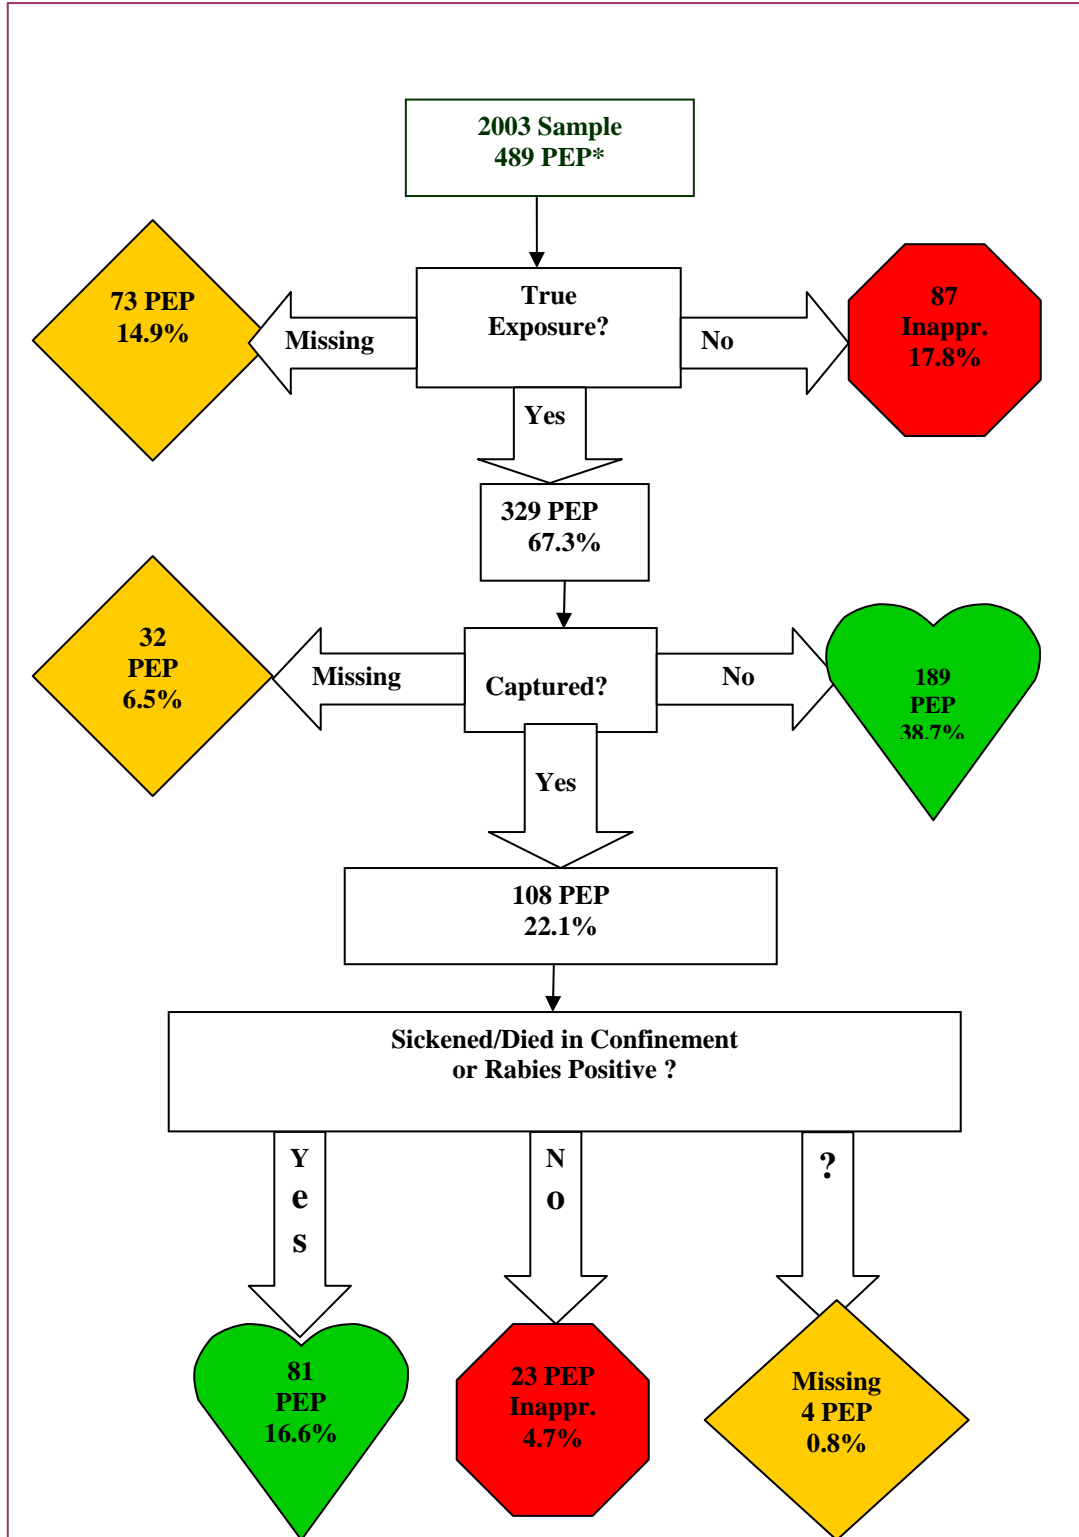 2003 Sample
489 PEP*
True
Exposure?
73 PEP
14.9%
Missing
No
87
Inappr.
17.8%
Yes
329 PEP
67.3%
32
PEP
6.5%
Missing
Captured?
No
189
PEP
38.7%
Yes
108 PEP
22.1%
Sickened/Died in Confinement
or Rabies Positive ?
Y
e
s
N
o
?
81
PEP
16.6%
23 PEP
Inappr.
4.7%
Missing
4 PEP
0.8%